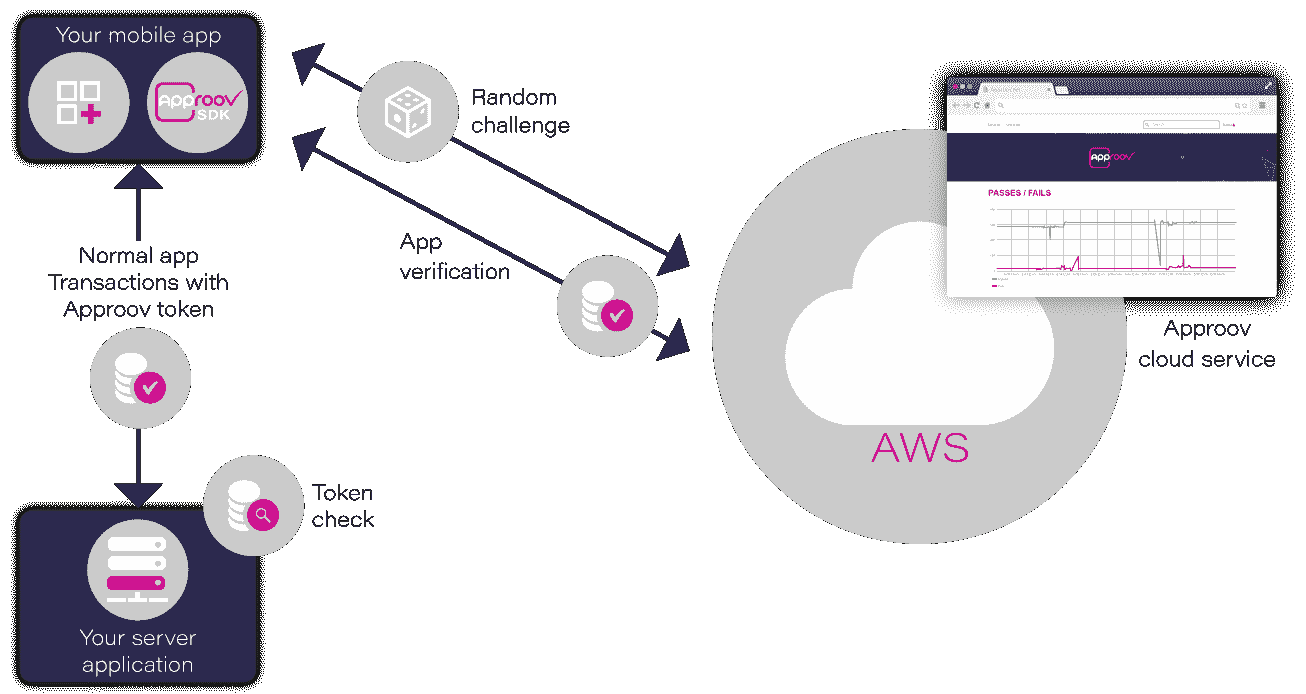 Your mobile app
Approov
SDK
Random
challenge
App
verification
Normal app
Transactions with
Approov token
Token
check
Your server
application
AWS
Approov
PASSES / FAILS
Approov
cloud service